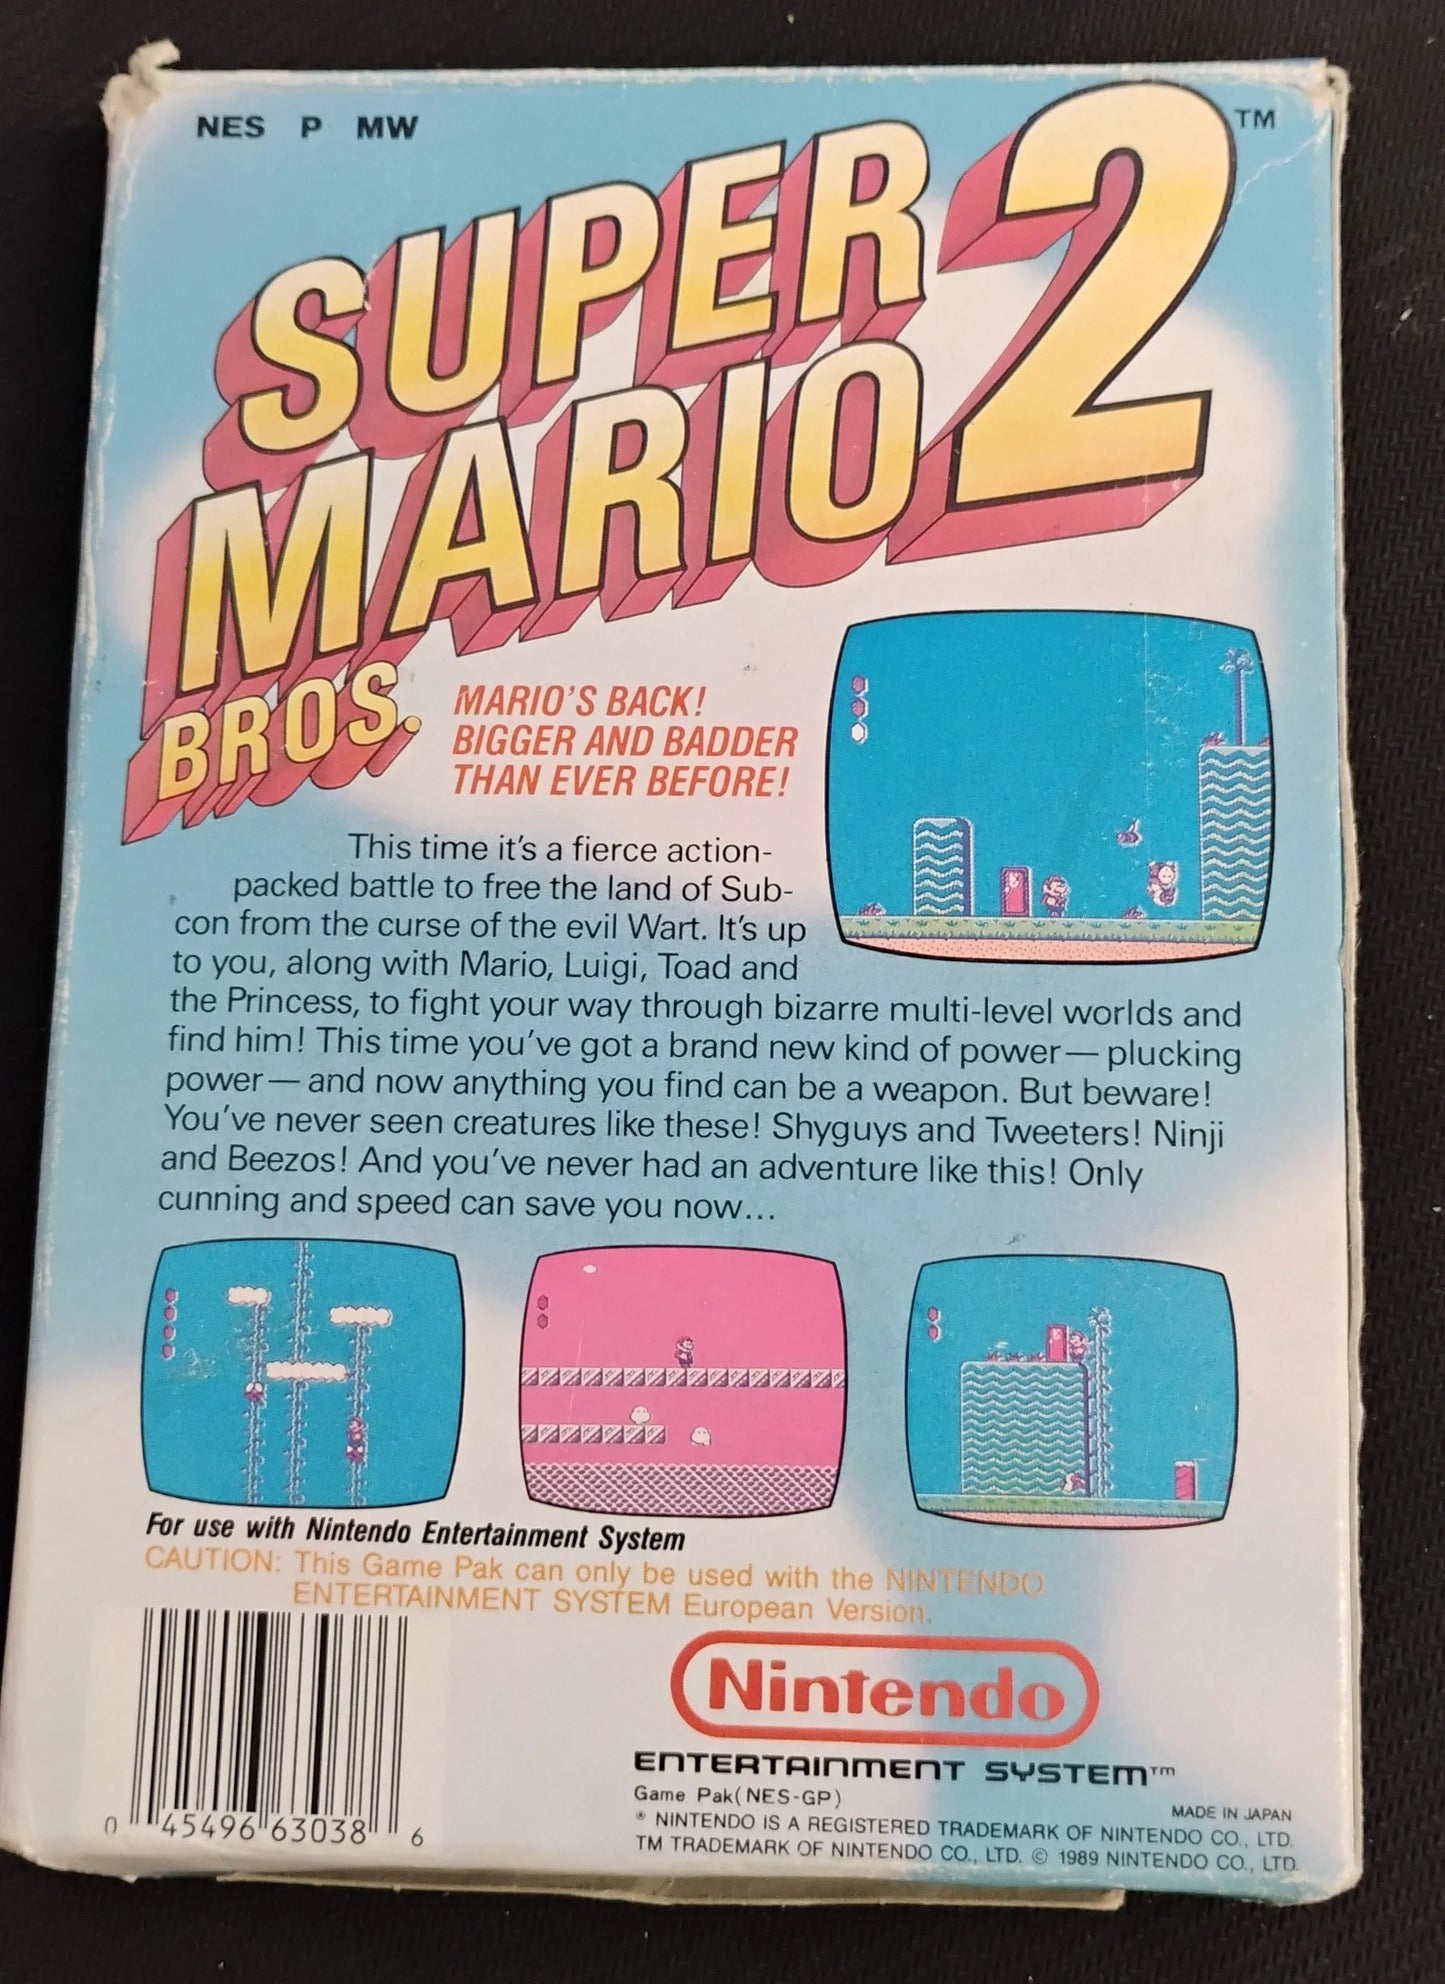 NES P MW
SUPER
MARIO
BROS. 2™
MARIO'S BACK!
BIGGER AND BADDER
THAN EVER BEFORE!
This time it's a fierce action-
packed battle to free the land of Sub-
con from the curse of the evil Wart. It's up
to you, along with Mario, Luigi, Toad and
the Princess, to fight your way through bizarre multi-level worlds and
find him! This time you've got a brand new kind of power — plucking
power — and now anything you find can be a weapon. But beware!
You've never seen creatures like these! Shyguys and Tweeters! Ninji
and Beezos! And you've never had an adventure like this! Only
cunning and speed can save you now...
For use with Nintendo Entertainment System
CAUTION: This Game Pak can only be used with the NINTENDO
ENTERTAINMENT SYSTEM European Version.
Nintendo
ENTERTAINMENT SYSTEM™
Game Pak(NES-GP)
MADE IN JAPAN
® NINTENDO IS A REGISTERED TRADEMARK OF NINTENDO CO., LTD.
TM TRADEMARK OF NINTENDO CO., LTD. © 1989 NINTENDO CO., LTD.
0 45496 63038 6